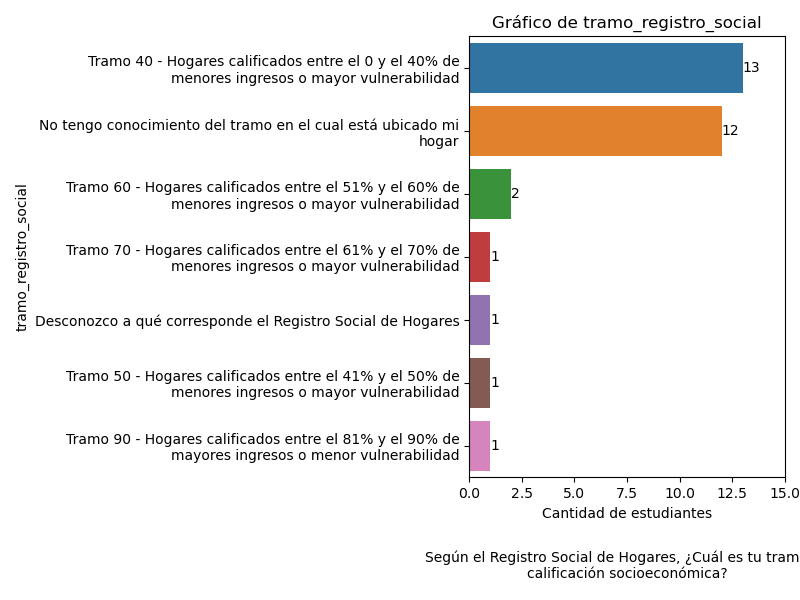 Gráfico de tramo_registro_social
Tramo 40 - Hogares calificados entre el 0 y el 40% de
menores ingresos o mayor vulnerabilidad
13
No tengo conocimiento del tramo en el cual está ubicado mi
hogar
12
Tramo 60 - Hogares calificados entre el 51% y el 60% de
menores ingresos o mayor vulnerabilidad
2
Tramo 70 - Hogares calificados entre el 61% y el 70% de
menores ingresos o mayor vulnerabilidad
1
Desconozco a qué corresponde el Registro Social de Hogares
1
Tramo 50 - Hogares calificados entre el 41% y el 50% de
menores ingresos o mayor vulnerabilidad
1
Tramo 90 - Hogares calificados entre el 81% y el 90% de
mayores ingresos o menor vulnerabilidad
1
tramo_registro_social
0.0 2.5 5.0 7.5 10.0 12.5 15.0
Cantidad de estudiantes
Según el Registro Social de Hogares, ¿Cuál es tu tram
calificación socioeconómica?